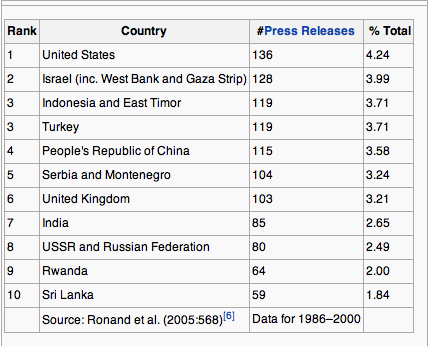 Rank Country #Press Releases % Total
1 United States 136 4.24
2 Israel (inc. West Bank and Gaza Strip) 128 3.99
3 Indonesia and East Timor 119 3.71
3 Turkey 119 3.71
4 People's Republic of China 115 3.58
5 Serbia and Montenegro 104 3.24
6 United Kingdom 103 3.21
7 India 85 2.65
8 USSR and Russian Federation 80 2.49
9 Rwanda 64 2.00
10 Sri Lanka 59 1.84
Source: Ronand et al. (2005:568)[6] Data for 1986–2000